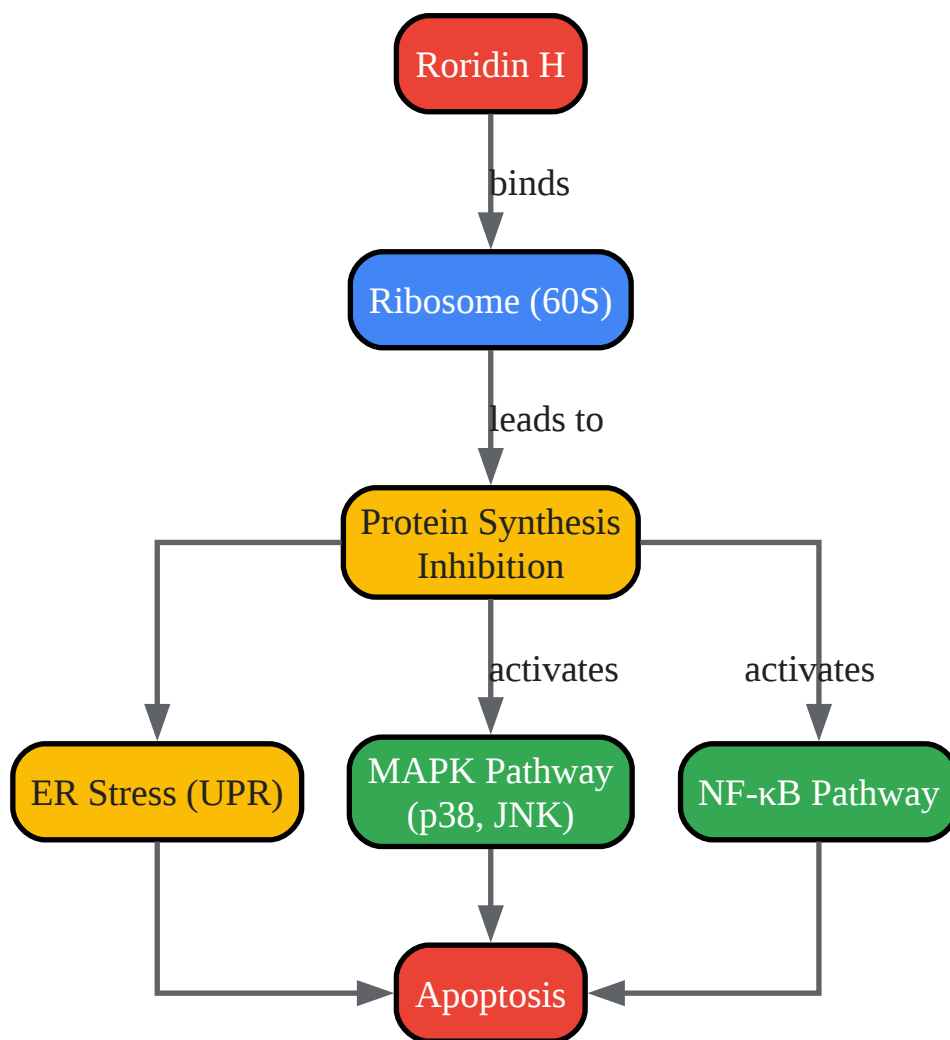 Roridin H
binds
Ribosome (60S)
leads to
Protein Synthesis
Inhibition
activates
activates
ER Stress (UPR)
MAPK Pathway
(p38, JNK)
NF-κB Pathway
Apoptosis